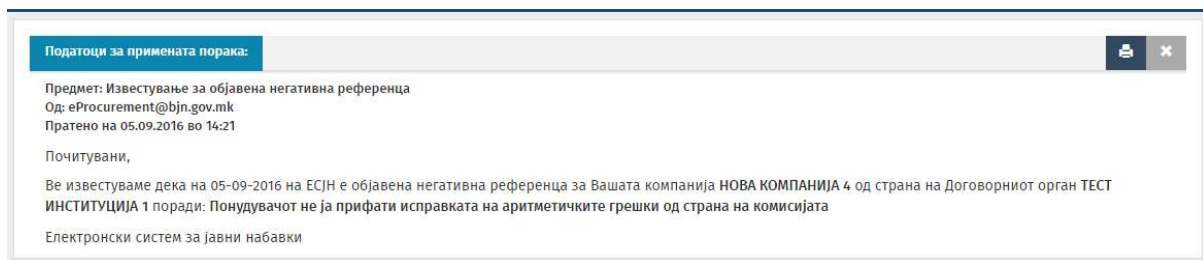 Податоци за примената порака:
Предмет: Известување за објавена негативна референца
Од: eProcurement@bjn.gov.mk
Пратено на 05.09.2016 во 14:21
Почитувани,
Ве известуваме дека на 05-09-2016 на ЕСЈН е објавена негативна референца за Вашата компанија НОВА КОМПАНИЈА 4 од страна на Договорниот орган ТЕСТ
ИНСТИТУЦИЈА 1 поради: Понудувачот не ја прифати исправката на аритметичките грешки од страна на комисијата
Електронски систем за јавни набавки